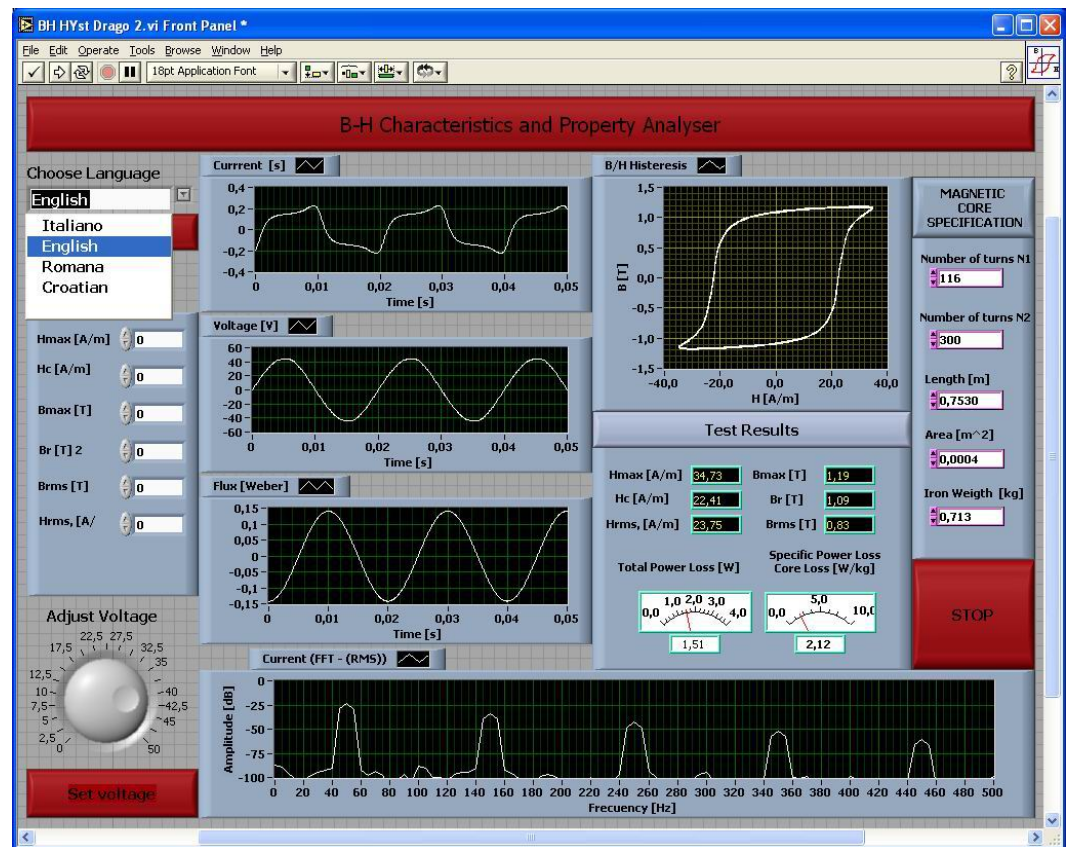 BH HYst Drago 2.vi Front Panel *
File Edit Operate Tools Browse Window Help
18pt Application Font
B-H Characteristics and Property Analyser
Choose Language
English
Italiano
English
Romana
Croatian
Hmax [A/m] 0
Hc [A/m] 0
Bmax [T] 0
Br [T] 2 0
Brms [T] 0
Hrms, [A/ 0
Adjust Voltage
0 2,5 5 7,5 10 12,5 17,5 22,5 27,5 32,5 35 40 42,5 45 50
Set voltage
Currrent [s]
0,4
0,2
0
-0,2
-0,4
0 0,01 0,02 0,03 0,04 0,05
Time [s]
Voltage [V]
60
40
20
0
-20
-40
-60
0 0,01 0,02 0,03 0,04 0,05
Time [s]
Flux [Weber]
0,15
0,1
0,05
0
-0,05
-0,1
-0,15
0 0,01 0,02 0,03 0,04 0,05
Time [s]
B/H Histeresis
B [T]
1,5
1,0
0,5
0,0
-0,5
-1,0
-1,5
-40,0 -20,0 0,0 20,0 40,0
H [A/m]
Test Results
Hmax [A/m] 34,73 Bmax [T] 1,19
Hc [A/m] 22,41 Br [T] 1,09
Hrms, [A/m] 23,75 Brms [T] 0,83
Total Power Loss [W]
0,0 1,0 2,0 3,0 4,0
1,51
Specific Power Loss
Core Loss [W/kg]
0,0 5,0 10,0
2,12
MAGNETIC
CORE
SPECIFICATION
Number of turns N1
116
Number of turns N2
300
Length [m]
0,7530
Area [m^2]
0,0004
Iron Weigth [kg]
0,713
STOP
Current (FFT - (RMS))
Amplitude [dB]
0
-25
-50
-75
-100
0 20 40 60 80 100 120 140 160 180 200 220 240 260 280 300 320 340 360 380 400 420 440 460 480 500
Frecuency [Hz]